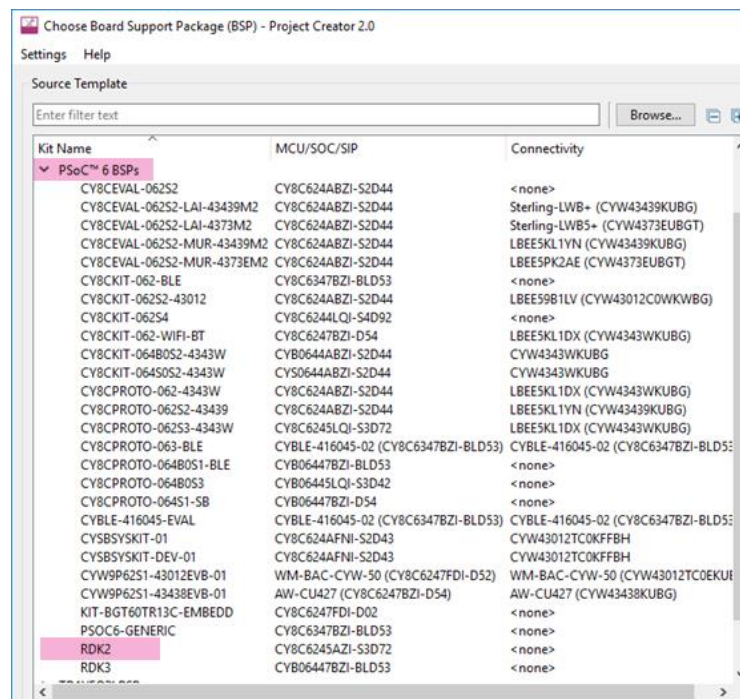 Choose Board Support Package (BSP) - Project Creator 2.0
Settings Help
Source Template
Enter filter text Browse...
Kit Name MCU/SOC/SIP Connectivity
PSoC™ 6 BSPs
CY8CEVAL-062S2 CY8C624ABZI-S2D44 <none>
CY8CEVAL-062S2-LAI-43439M2 CY8C624ABZI-S2D44 Sterling-LWB+ (CYW43439KUBG)
CY8CEVAL-062S2-LAI-4373M2 CY8C624ABZI-S2D44 Sterling-LWB5+ (CYW4373EUBGT)
CY8CEVAL-062S2-MUR-43439M2 CY8C624ABZI-S2D44 LBEE5KL1YN (CYW43439KUBG)
CY8CEVAL-062S2-MUR-4373EM2 CY8C624ABZI-S2D44 LBEE5PK2AE (CYW4373EUBGT)
CY8CKIT-062-BLE CY8C6347BZI-BLD53 <none>
CY8CKIT-062S2-43012 CY8C624ABZI-S2D44 LBEE59B1LV (CYW43012C0WKWBG)
CY8CKIT-062S4 CY8C6244LQI-S4D92 <none>
CY8CKIT-062-WIFI-BT CY8C6247BZI-D54 LBEE5KL1DX (CYW4343WKUBG)
CY8CKIT-064B0S2-4343W CYB0644ABZI-S2D44 CYW4343WKUBG
CY8CKIT-064S0S2-4343W CYS0644ABZI-S2D44 CYW4343WKUBG
CY8CPROTO-062-4343W CY8C624ABZI-S2D44 LBEE5KL1DX (CYW4343WKUBG)
CY8CPROTO-062S2-43439 CY8C624ABZI-S2D44 LBEE5KL1YN (CYW43439KUBG)
CY8CPROTO-062S3-4343W CY8C6245LQI-S3D72 LBEE5KL1DX (CYW4343WKUBG)
CY8CPROTO-063-BLE CYBLE-416045-02 (CY8C6347BZI-BLD53) CYBLE-416045-02 (CY8C6347BZI-BLD53
CY8CPROTO-064B0S1-BLE CYB06447BZI-BLD53 <none>
CY8CPROTO-064B0S3 CYB06445LQI-S3D42 <none>
CY8CPROTO-064S1-SB CYB06447BZI-D54 <none>
CYBLE-416045-EVAL CYBLE-416045-02 (CY8C6347BZI-BLD53) CYBLE-416045-02 (CY8C6347BZI-BLD53
CYSBSYSKIT-01 CY8C624AFNI-S2D43 CYW43012TC0KFFBH
CYSBSYSKIT-DEV-01 CY8C624AFNI-S2D43 CYW43012TC0KFFBH
CYW9P62S1-43012EVB-01 WM-BAC-CYW-50 (CY8C6247FDI-D52) WM-BAC-CYW-50 (CYW43012TC0EKUE
CYW9P62S1-43438EVB-01 AW-CU427 (CY8C6247BZI-D54) AW-CU427 (CYW43438KUBG)
KIT-BGT60TR13C-EMBEDD CY8C6247FDI-D02 <none>
PSOC6-GENERIC CY8C6347BZI-BLD53 <none>
RDK2 CY8C6245AZI-S3D72 <none>
RDK3 CYB06447BZI-BLD53 <none>